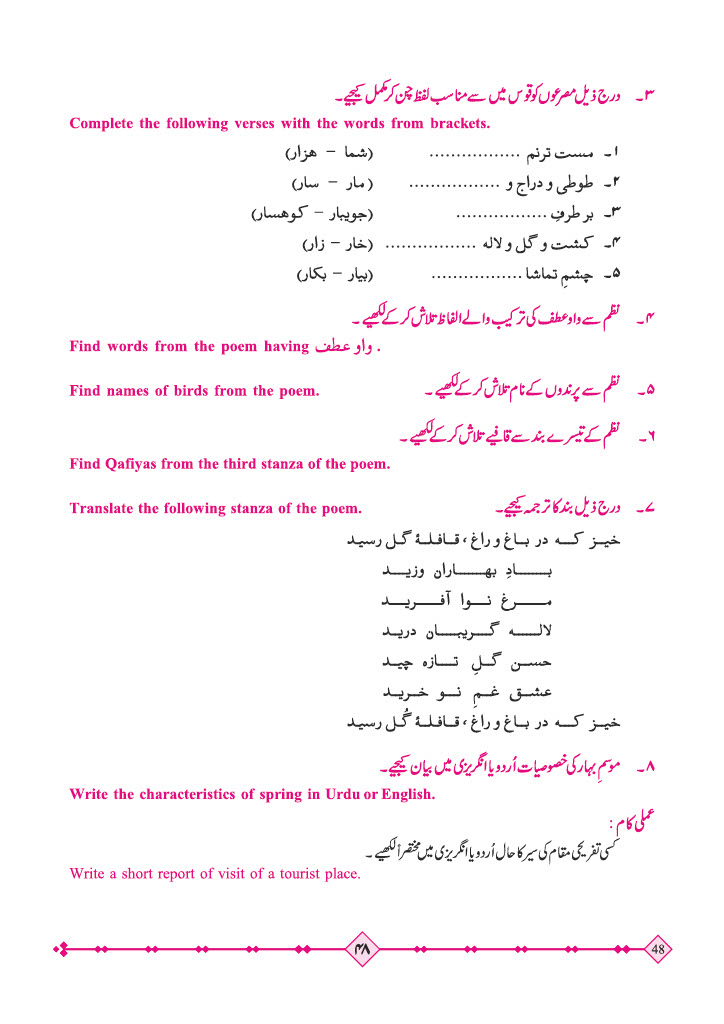 ۳۔ درج ذیل مصرعوں کو قوس میں سے مناسب لفظ چن کر مکمل کیجیے۔
Complete the following verses with the words from brackets.
۱۔ مست ترنم ................. (شما – هزار)
۲۔ طوطی و دراج و ................. (مار – سار)
۳۔ بر طرفِ ................. (جویبار – کوهسار)
۴۔ کشت و گل و لاله ................. (خار – زار)
۵۔ چشمِ تماشا ................. (بیار – بکار)
۴۔ نظم سے واو عطف کی ترکیب والے الفاظ تلاش کر کے لکھیے۔
Find words from the poem having واو عطف .
۵۔ نظم سے پرندوں کے نام تلاش کر کے لکھیے۔ Find names of birds from the poem.
۶۔ نظم کے تیسرے بند سے قافیے تلاش کر کے لکھیے۔
Find Qafiyas from the third stanza of the poem.
۷۔ درج ذیل بند کا ترجمہ کیجیے۔ Translate the following stanza of the poem.
خیز که در باغ و راغ، قافلۀ گل رسید
بادِ بهاران وزید
مرغ نوا آفرید
لاله گریبان درید
حسن گلِ تازه چید
عشق غمِ نو خرید
خیز که در باغ و راغ، قافلۀ گُل رسید
۸۔ موسمِ بہار کی خصوصیات اُردو یا انگریزی میں بیان کیجیے۔
Write the characteristics of spring in Urdu or English.
عملی کام :
کسی تفریحی مقام کی سیر کا حال اُردو یا انگریزی میں مختصراً لکھیے۔
Write a short report of visit of a tourist place.
۴۸
48